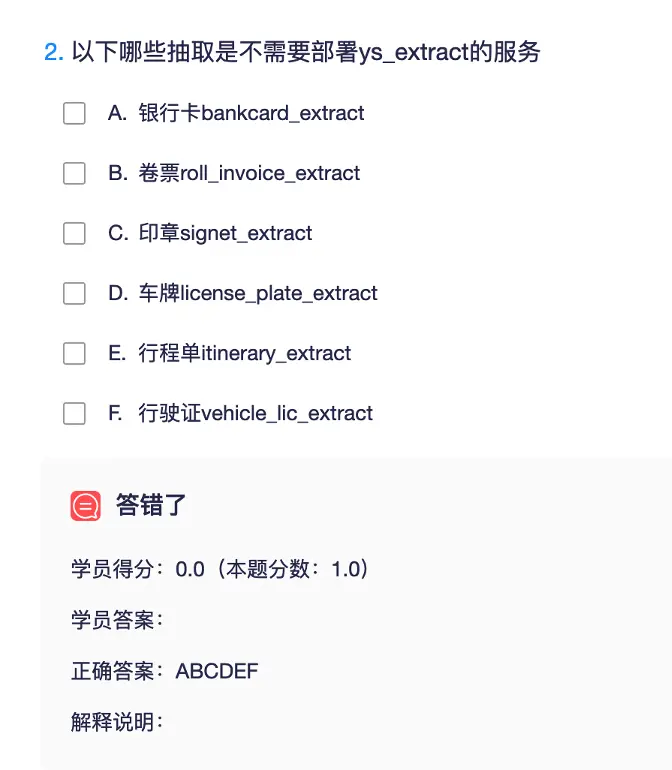 2. 以下哪些抽取是不需要部署ys_extract的服务
A. 银行卡bankcard_extract
B. 卷票roll_invoice_extract
C. 印章signet_extract
D. 车牌license_plate_extract
E. 行程单itinerary_extract
F. 行驶证vehicle_lic_extract
答错了
学员得分：0.0（本题分数：1.0）
学员答案：
正确答案：ABCDEF
解释说明：